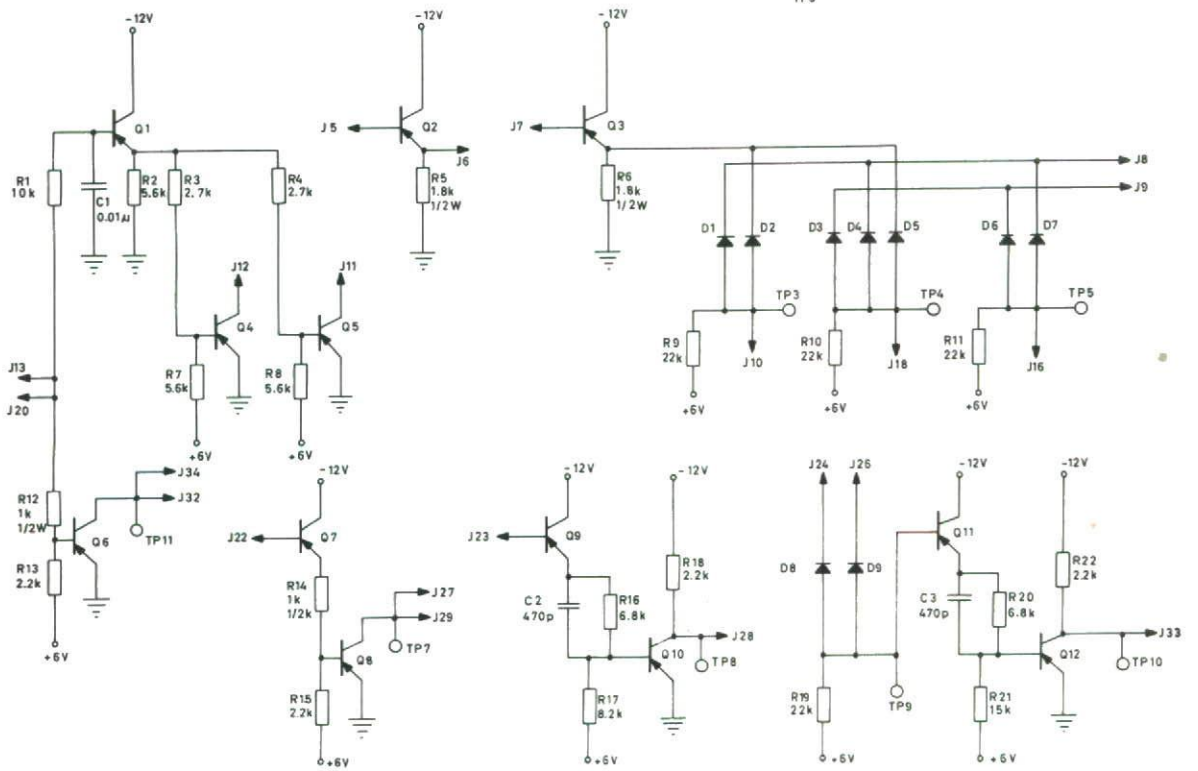 -12V
-12V
-12V
Q1
J5
Q2
J6
J7
Q3
J8
J9
R1
10k
C1
0.01µ
R2
5.6k
R3
2.7k
R4
2.7k
R5
1.8k
1/2W
R6
1.8k
1/2W
D1
D2
D3
D4
D5
D6
D7
J12
J11
TP3
TP4
TP5
Q4
Q5
R9
22k
J10
R10
22k
J18
R11
22k
J16
J13
J20
R7
5.6k
R8
5.6k
+6V
+6V
+6V
+6V
+6V
J34
J32
TP11
R12
1k
1/2W
Q6
R13
2.2k
+6V
-12V
J22
Q7
R14
1k
1/2k
J27
J29
TP7
Q8
R15
2.2k
+6V
-12V
-12V
J23
Q9
R18
2.2k
C2
470p
R16
6.8k
J28
Q10
TP8
R17
8.2k
+6V
J24
J26
-12V
-12V
Q11
D8
D9
R22
2.2k
C3
470p
R20
6.8k
J33
Q12
TP10
R19
22k
TP9
R21
15k
+6V
+6V